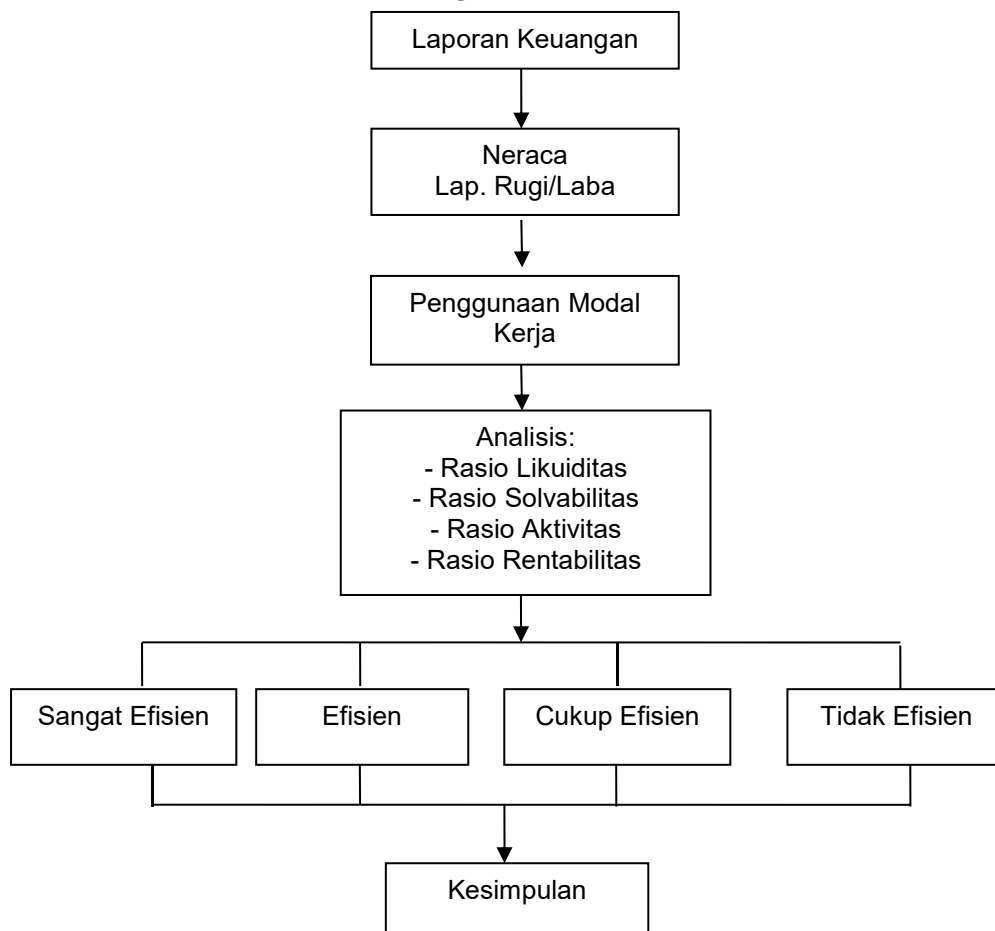 Laporan Keuangan
Neraca
Lap. Rugi/Laba
Penggunaan Modal
Kerja
Analisis:
- Rasio Likuiditas
- Rasio Solvabilitas
- Rasio Aktivitas
- Rasio Rentabilitas
Sangat Efisien
Efisien
Cukup Efisien
Tidak Efisien
Kesimpulan